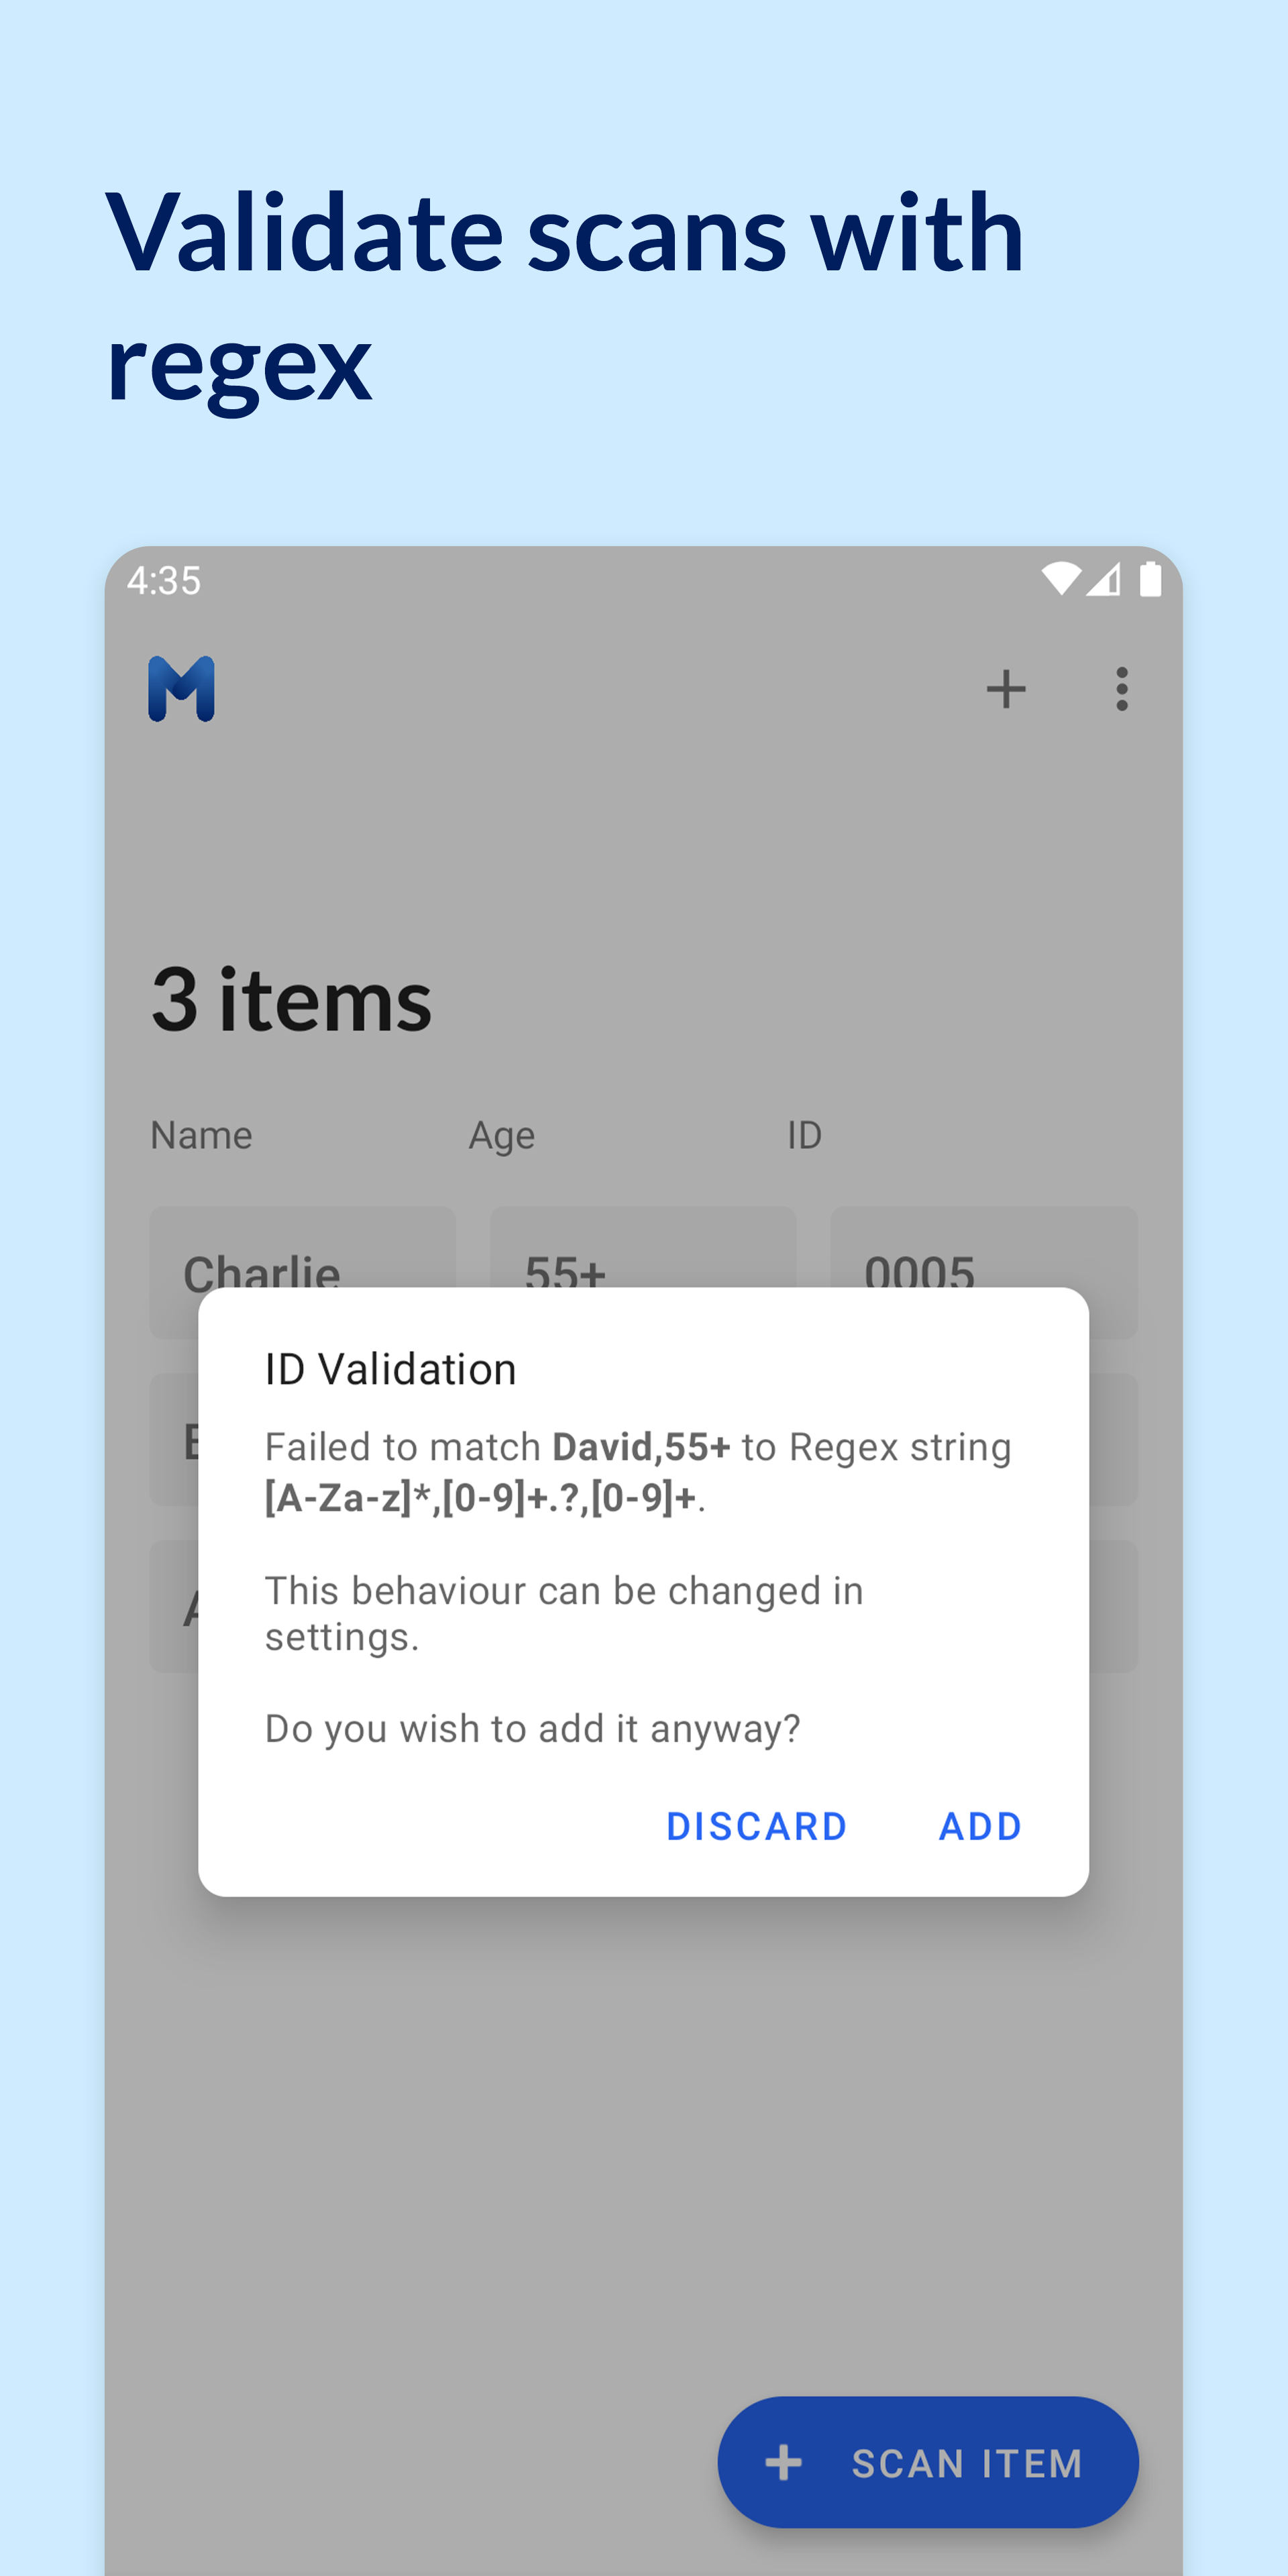 Validate scans with
regex
4:35
3 items
Name Age ID
Charlie 55+ 0005
ID Validation
Failed to match David,55+ to Regex string
[A-Za-z]*,[0-9]+.?,[0-9]+.
This behaviour can be changed in
settings.
Do you wish to add it anyway?
DISCARD ADD
SCAN ITEM